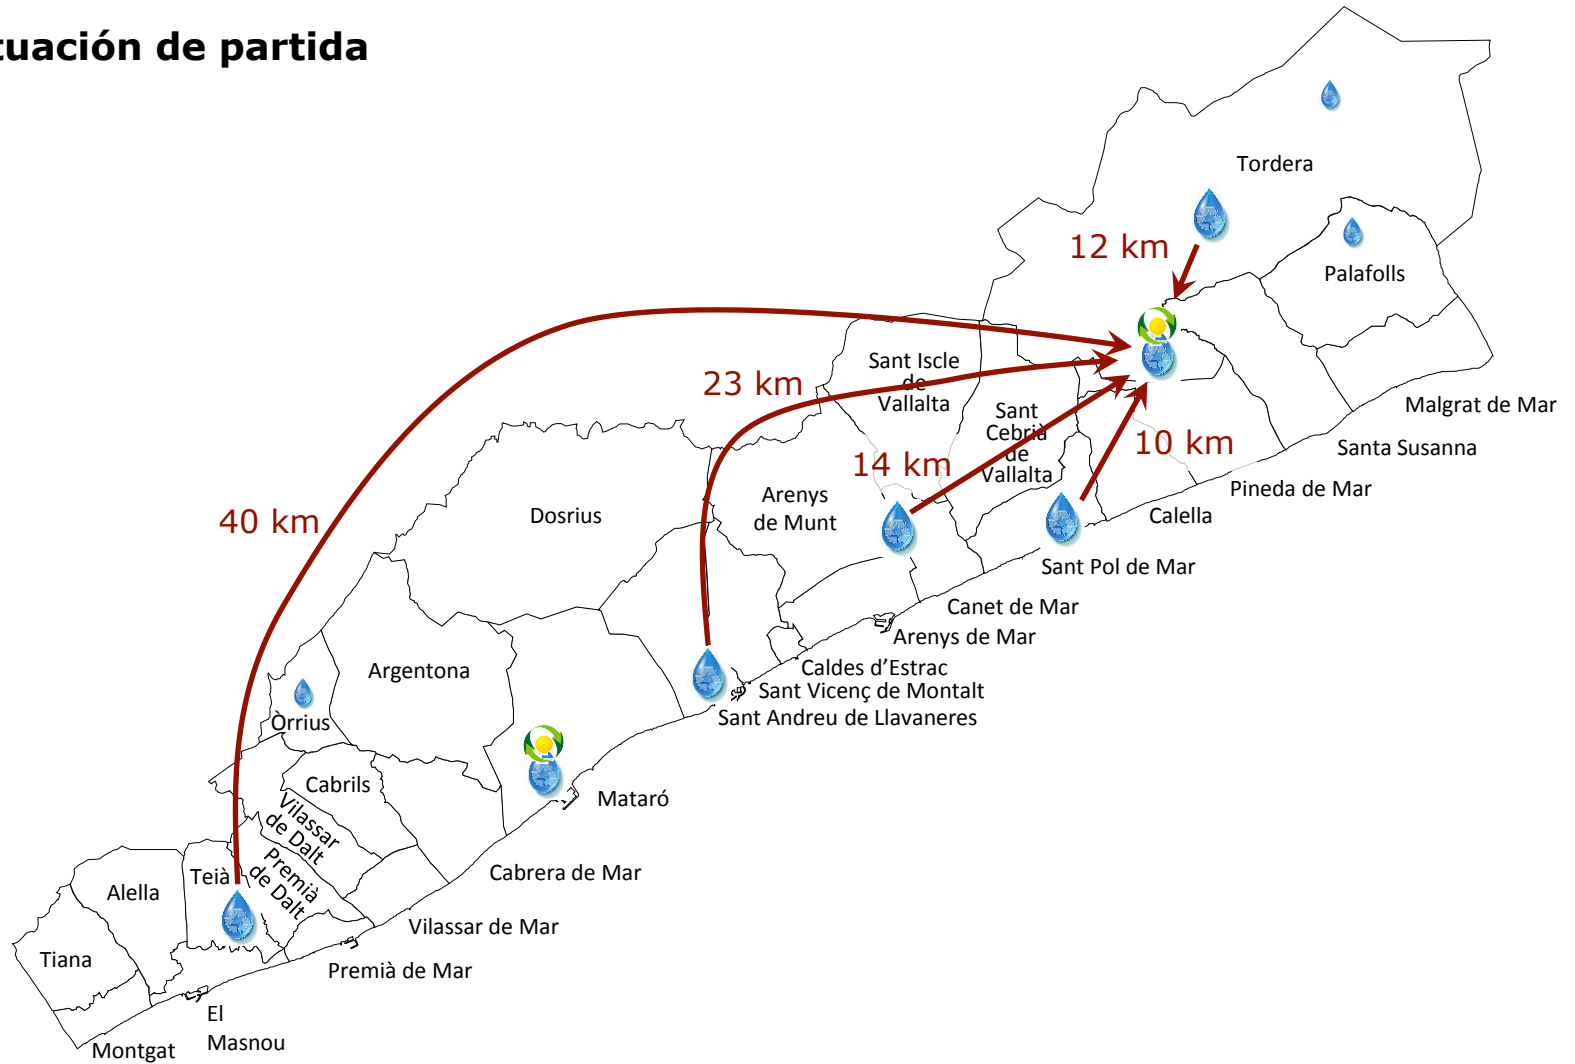 tuación de partida
Tordera
12 km
Palafolls
Sant Iscle
de
Vallalta
23 km
Malgrat de Mar
Sant
Cebrià
de
Vallalta
10 km
Santa Susanna
14 km
Pineda de Mar
Arenys
de Munt
Dosrius
40 km
Calella
Sant Pol de Mar
Canet de Mar
Arenys de Mar
Caldes d’Estrac
Argentona
Sant Vicenç de Montalt
Sant Andreu de Llavaneres
Òrrius
Cabrils
Mataró
Vilassar
de Dalt
Premià
de Dalt
Cabrera de Mar
Teià
Alella
Vilassar de Mar
Tiana
Premià de Mar
El
Masnou
Montgat